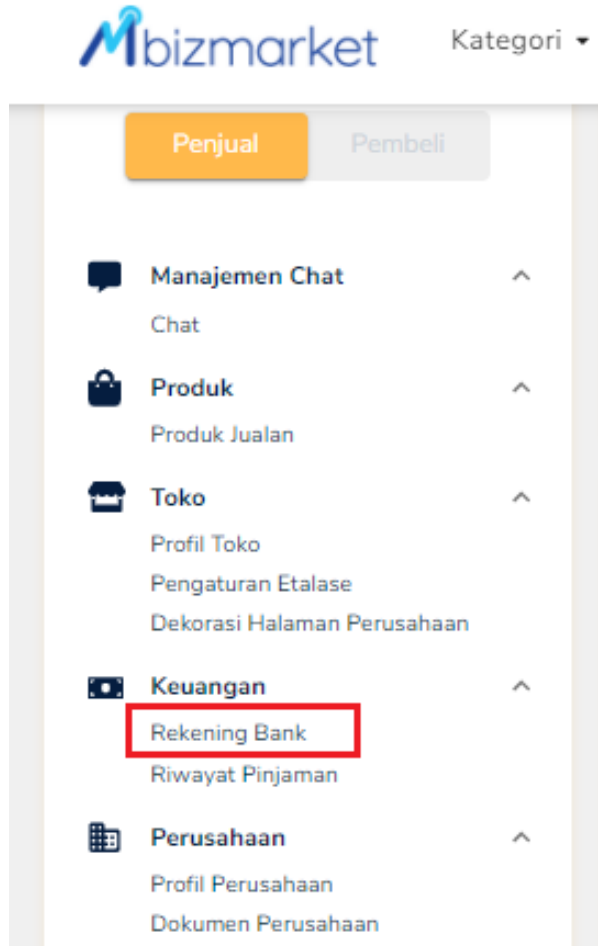 Mbizmarket Kategori
Penjual Pembeli
Manajemen Chat
Chat
Produk
Produk Jualan
Toko
Profil Toko
Pengaturan Etalase
Dekorasi Halaman Perusahaan
Keuangan
Rekening Bank
Riwayat Pinjaman
Perusahaan
Profil Perusahaan
Dokumen Perusahaan